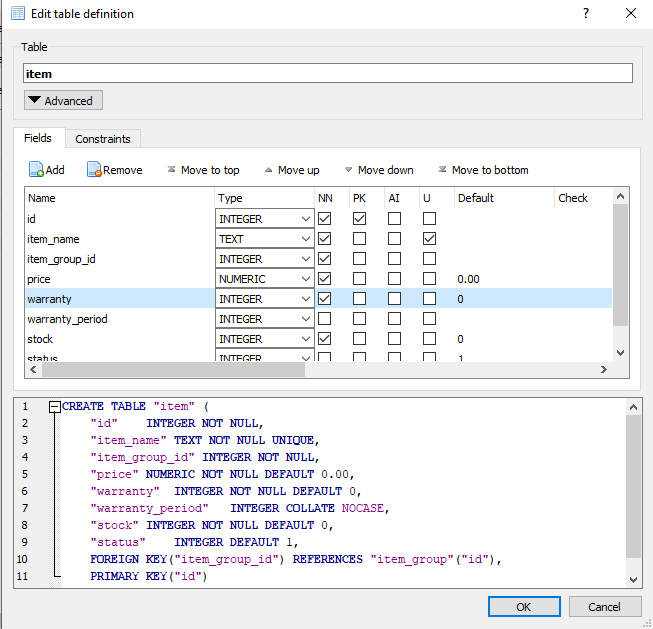 Edit table definition
?
Table
item
Advanced
Fields Constraints
Add Remove Move to top Move up Move down Move to bottom
Name Type NN PK AI U Default Check
id INTEGER
item_name TEXT
item_group_id INTEGER
price NUMERIC 0.00
warranty INTEGER 0
warranty_period INTEGER
stock INTEGER 0
status INTEGER 1
1 CREATE TABLE "item" (
2 "id" INTEGER NOT NULL,
3 "item_name" TEXT NOT NULL UNIQUE,
4 "item_group_id" INTEGER NOT NULL,
5 "price" NUMERIC NOT NULL DEFAULT 0.00,
6 "warranty" INTEGER NOT NULL DEFAULT 0,
7 "warranty_period" INTEGER COLLATE NOCASE,
8 "stock" INTEGER NOT NULL DEFAULT 0,
9 "status" INTEGER DEFAULT 1,
10 FOREIGN KEY("item_group_id") REFERENCES "item_group"("id"),
11 PRIMARY KEY("id")
OK Cancel